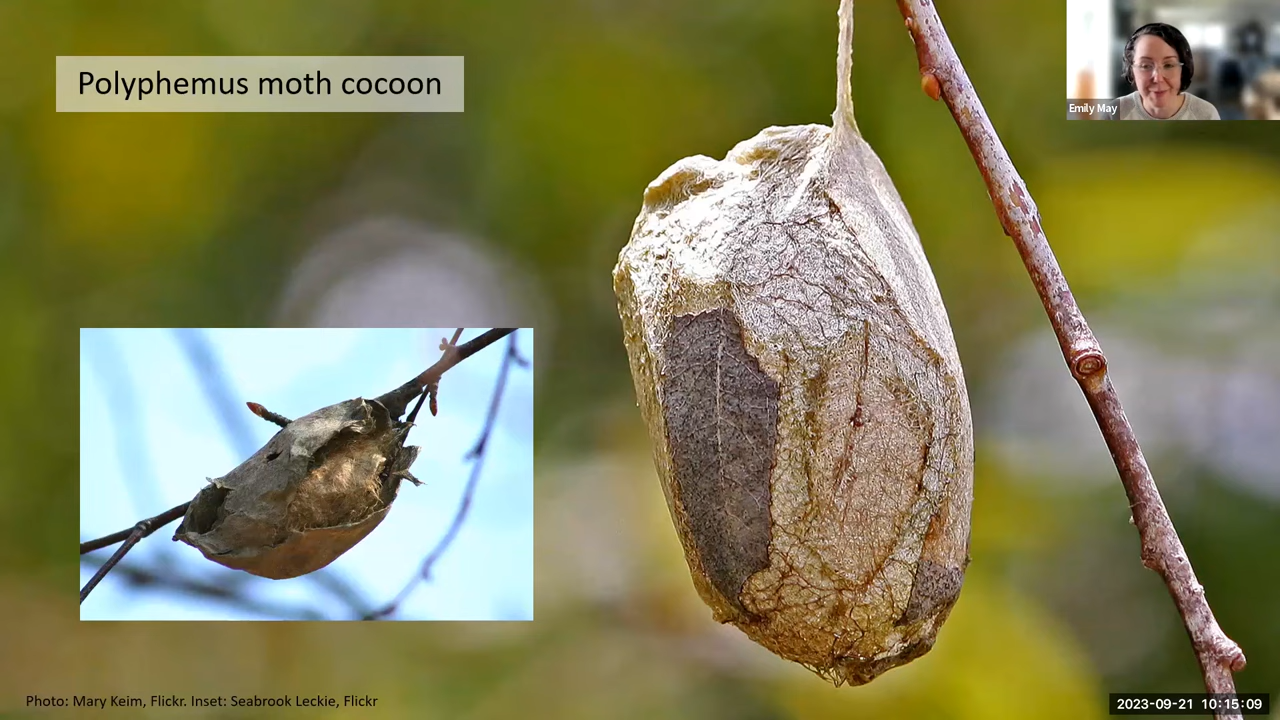 Polyphemus moth cocoon
Emily May
Photo: Mary Keim, Flickr. Inset: Seabrook Leckie, Flickr
2023-09-21 10:15:09